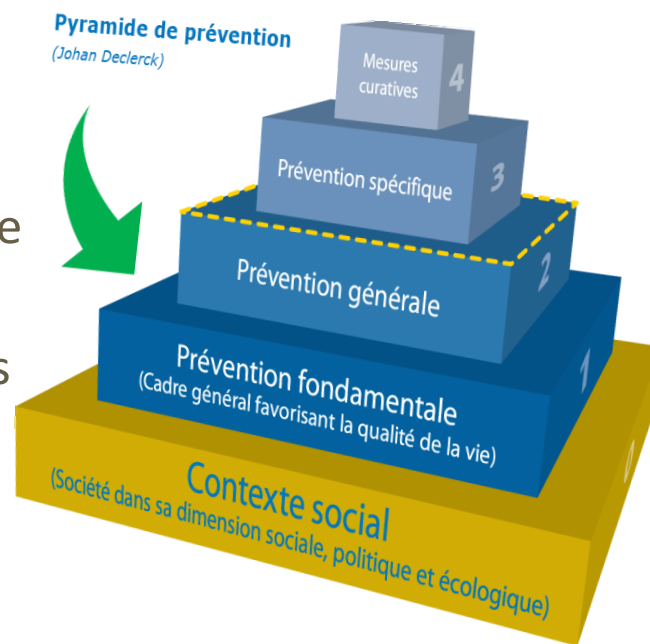 Pyramide de prévention
(Johan Declerck)
Mesures
curatives
4
Prévention spécifique
3
e
Prévention générale
2
s
Prévention fondamentale
(Cadre général favorisant la qualité de la vie)
1
Contexte social
(Société dans sa dimension sociale, politique et écologique)
0